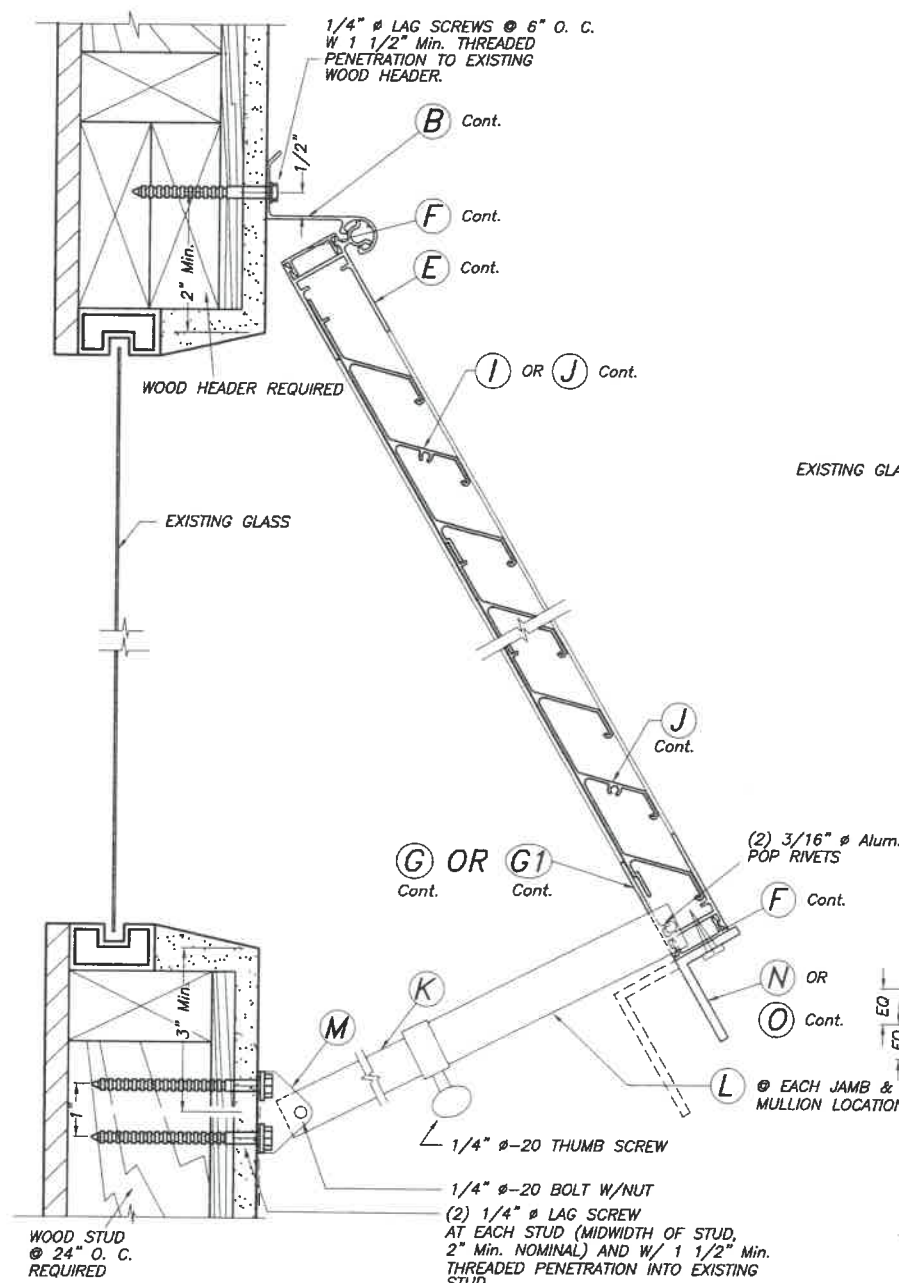 1/4" ø LAG SCREWS @ 6" O. C.
W 1 1/2" Min. THREADED
PENETRATION TO EXISTING
WOOD HEADER.
B Cont.
1/2"
F Cont.
E Cont.
2" Min.
WOOD HEADER REQUIRED
I OR J Cont.
EXISTING GLA
EXISTING GLASS
J
Cont.
(2) 3/16" ø Alum.
POP RIVETS
G OR G1
Cont. Cont.
F Cont.
N OR
O Cont.
EQ
EQ
3" Min.
K
M
L @ EACH JAMB &
MULLION LOCATION
1"
1/4" ø-20 THUMB SCREW
1/4" ø-20 BOLT W/NUT
(2) 1/4" ø LAG SCREW
AT EACH STUD (MIDWIDTH OF STUD,
2" Min. NOMINAL) AND W/ 1 1/2" Min.
THREADED PENETRATION INTO EXISTING
STUD
WOOD STUD
@ 24" O. C.
REQUIRED